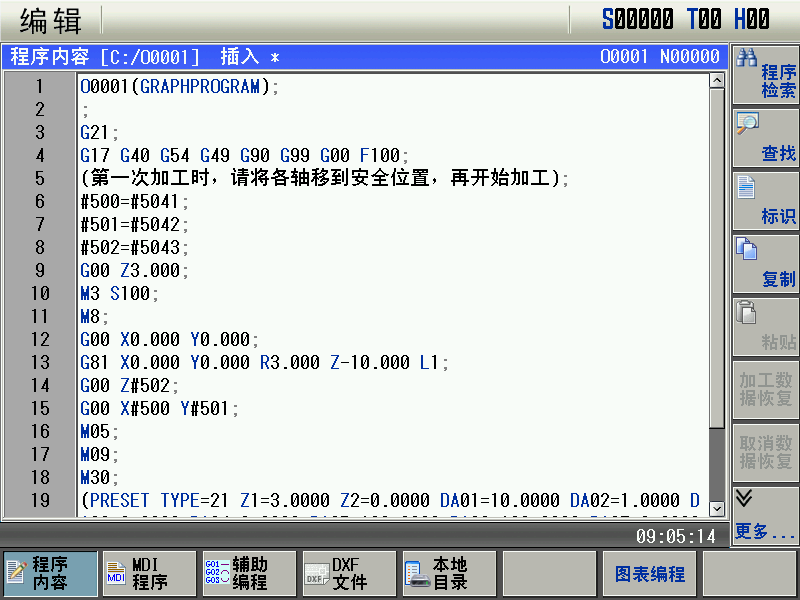 编辑
S00000 T00 H00
程序内容 [C:/O0001] 插入 *
O0001 N00000
1 O0001(GRAPHPROGRAM);
2 ;
3 G21;
4 G17 G40 G54 G49 G90 G99 G00 F100;
5 (第一次加工时，请将各轴移到安全位置，再开始加工);
6 #500=#5041;
7 #501=#5042;
8 #502=#5043;
9 G00 Z3.000;
10 M3 S100;
11 M8;
12 G00 X0.000 Y0.000;
13 G81 X0.000 Y0.000 R3.000 Z-10.000 L1;
14 G00 Z#502;
15 G00 X#500 Y#501;
16 M05;
17 M09;
18 M30;
19 (PRESET TYPE=21 Z1=3.0000 Z2=0.0000 DA01=10.0000 DA02=1.0000 D
程序
检索
查找
标识
复制
粘贴
加工数
据恢复
取消数
据恢复
更多...
09:05:14
程序
内容
MDI
MDI
程序
G01
G02
G03
辅助
编程
DXF
DXF
文件
本地
目录
图表编程